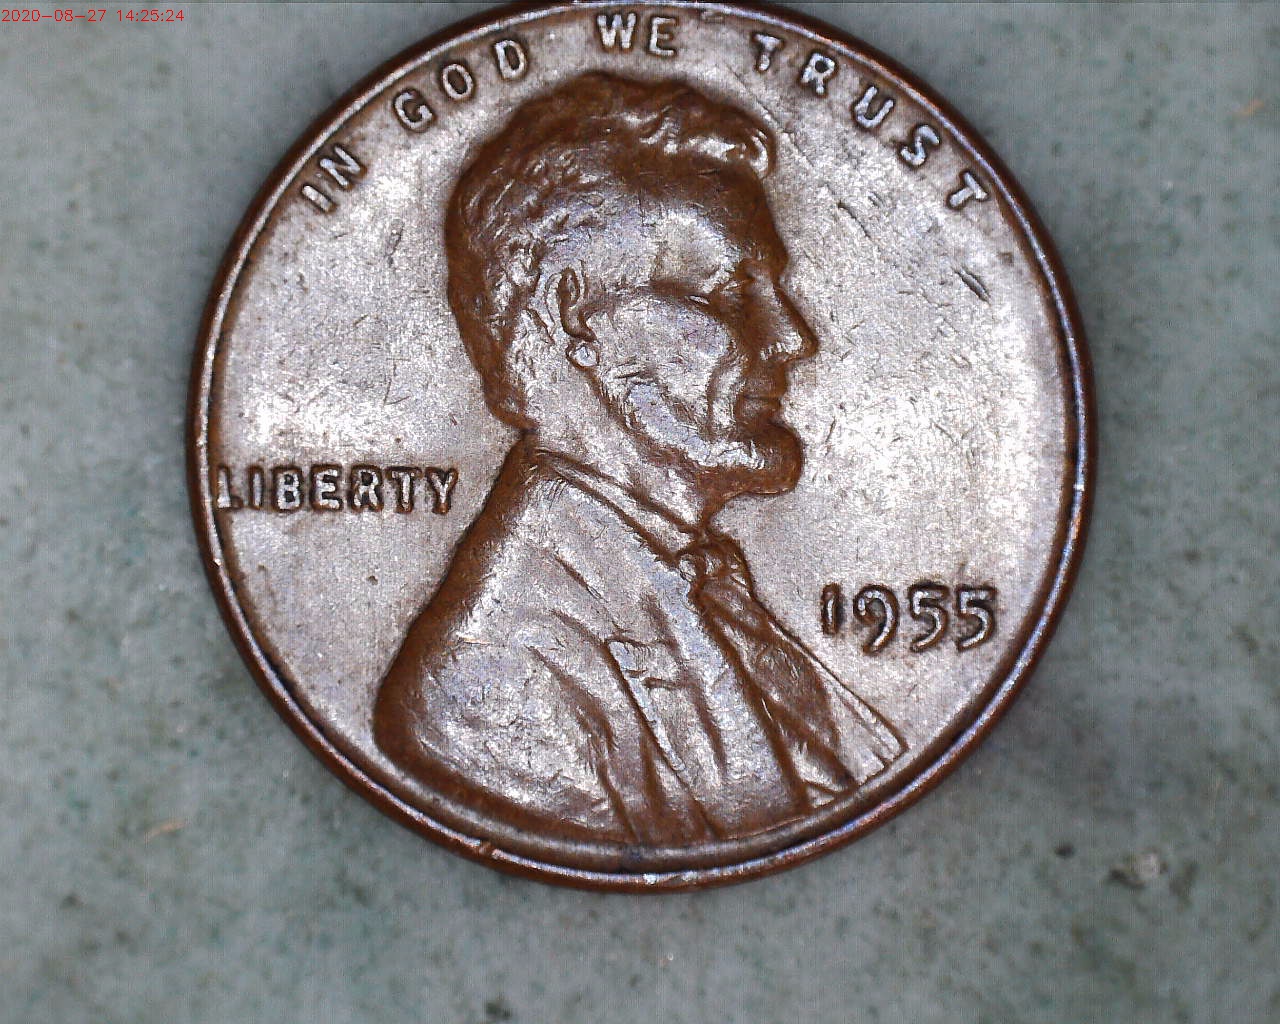 2020-08-27 14:25:24
IN GOD WE TRUST
LIBERTY
1955